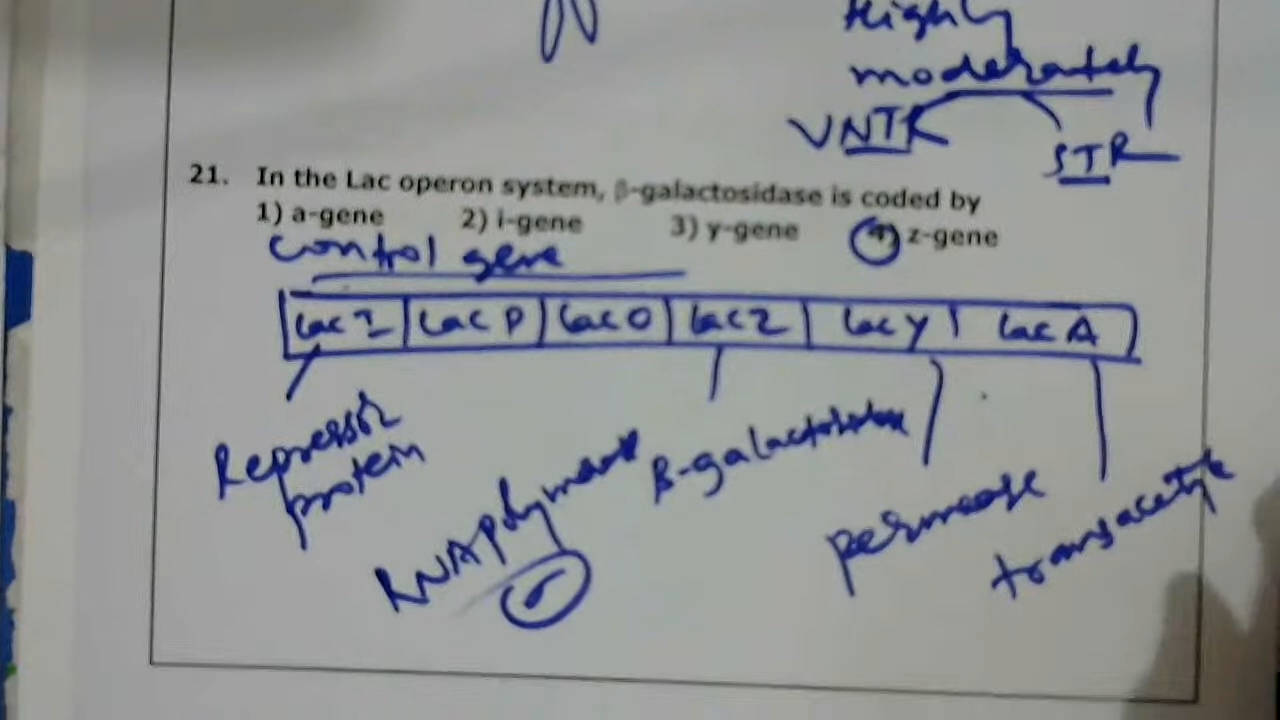 Highly
moderately
VNTR
STR
21. In the Lac operon system, β-galactosidase is coded by
1) a-gene 2) i-gene 3) y-gene 4) z-gene
control gene
Lac I Lac P Lac O Lac Z Lac Y Lac A
Repressor protein
RNA polymerase
σ
β-galactosidase
permease
transacetyle